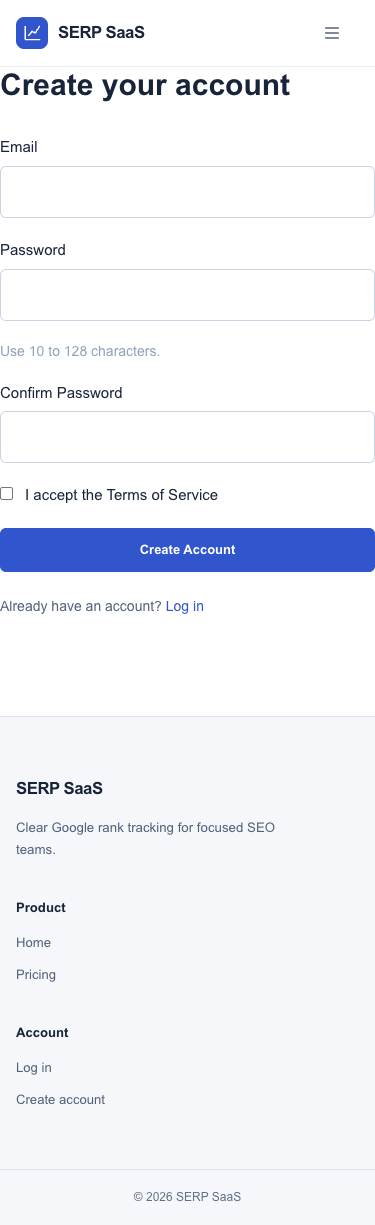 SERP SaaS
Create your account
Email
Password
Use 10 to 128 characters.
Confirm Password
I accept the Terms of Service
Create Account
Already have an account? Log in
SERP SaaS
Clear Google rank tracking for focused SEO
teams.
Product
Home
Pricing
Account
Log in
Create account
© 2026 SERP SaaS